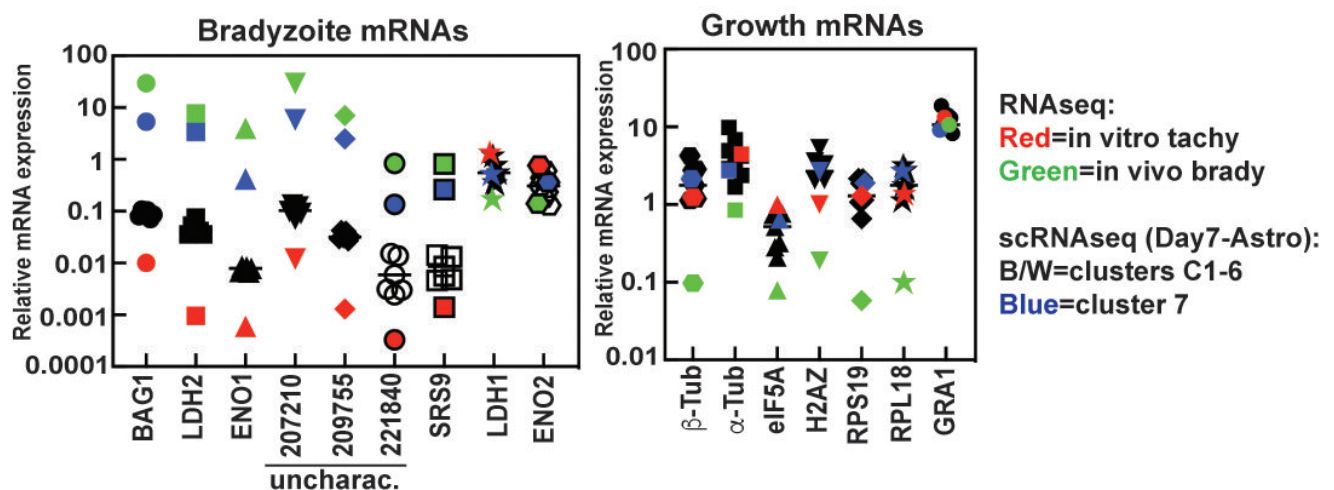 Bradyzoite mRNAs
Relative mRNA expression
100
10
1
0.1
0.01
0.001
0.0001
BAG1
LDH2
ENO1
207210
209755
221840
SRS9
LDH1
ENO2
uncharac.
Growth mRNAs
Relative mRNA expression
100
10
1
0.1
0.01
β-Tub
α-Tub
eIF5A
H2AZ
RPS19
RPL18
GRA1
RNAseq:
Red=in vitro tachy
Green=in vivo brady
scRNAseq (Day7-Astro):
B/W=clusters C1-6
Blue=cluster 7